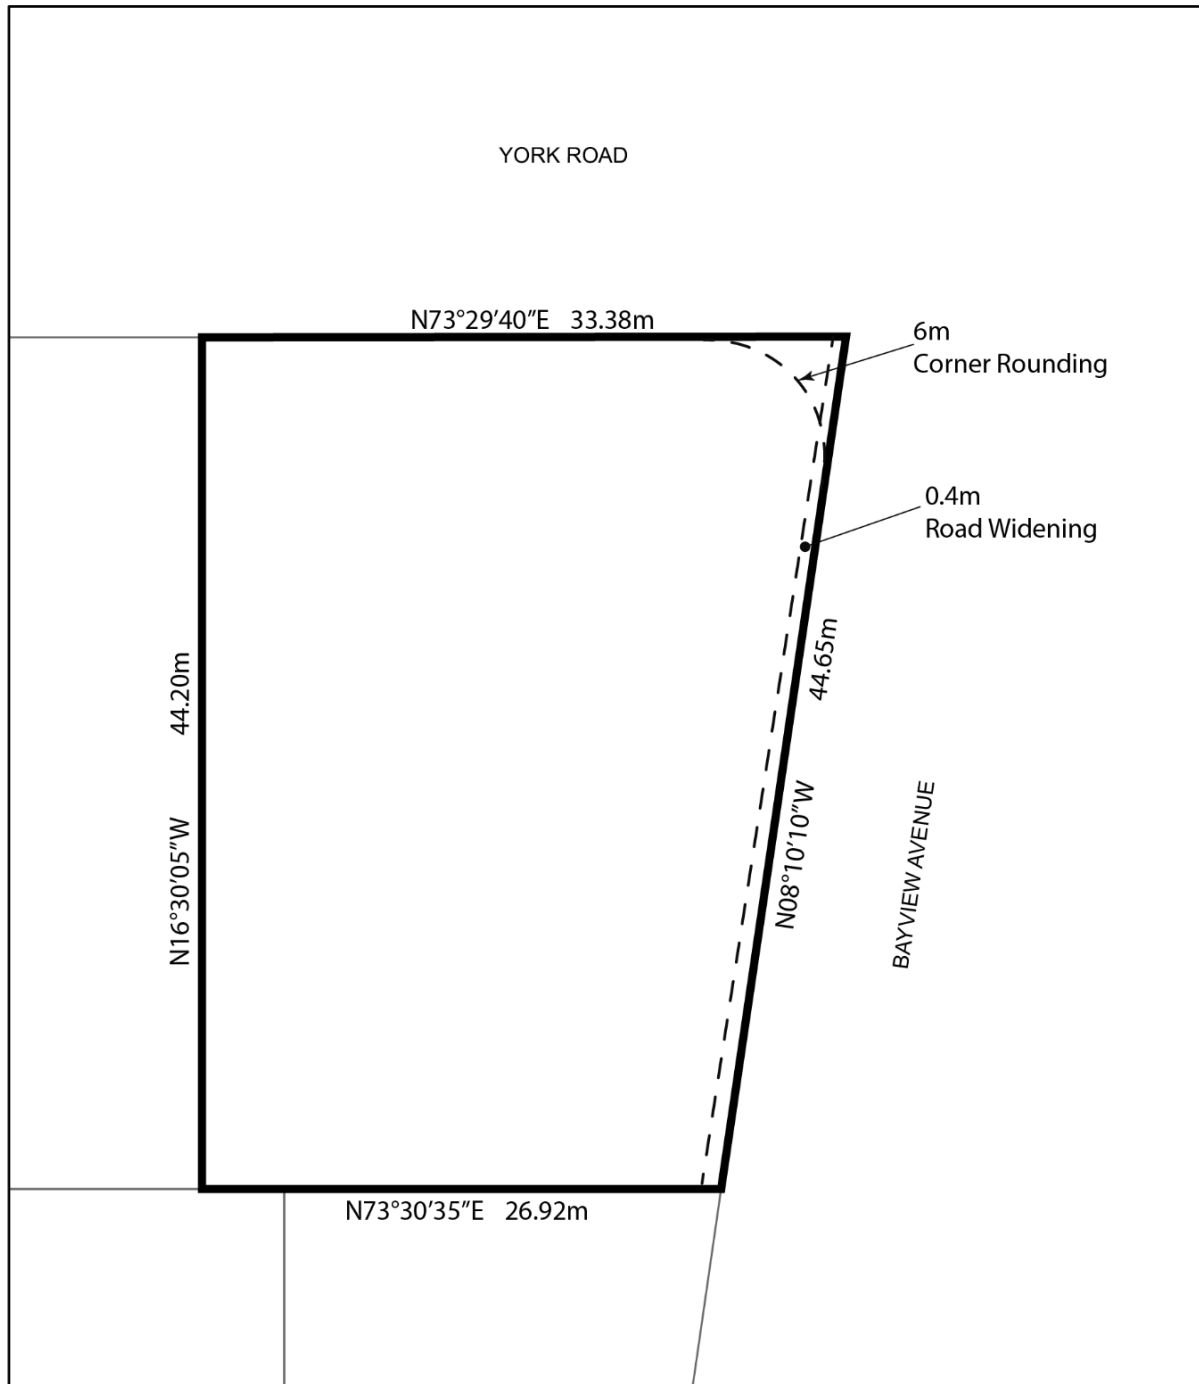 YORK ROAD
N73°29'40"E 33.38m
6m
Corner Rounding
0.4m
Road Widening
44.65m
44.20m
N08°10'10"W
BAYVIEW AVENUE
N16°30'05"W
N73°30'35"E 26.92m